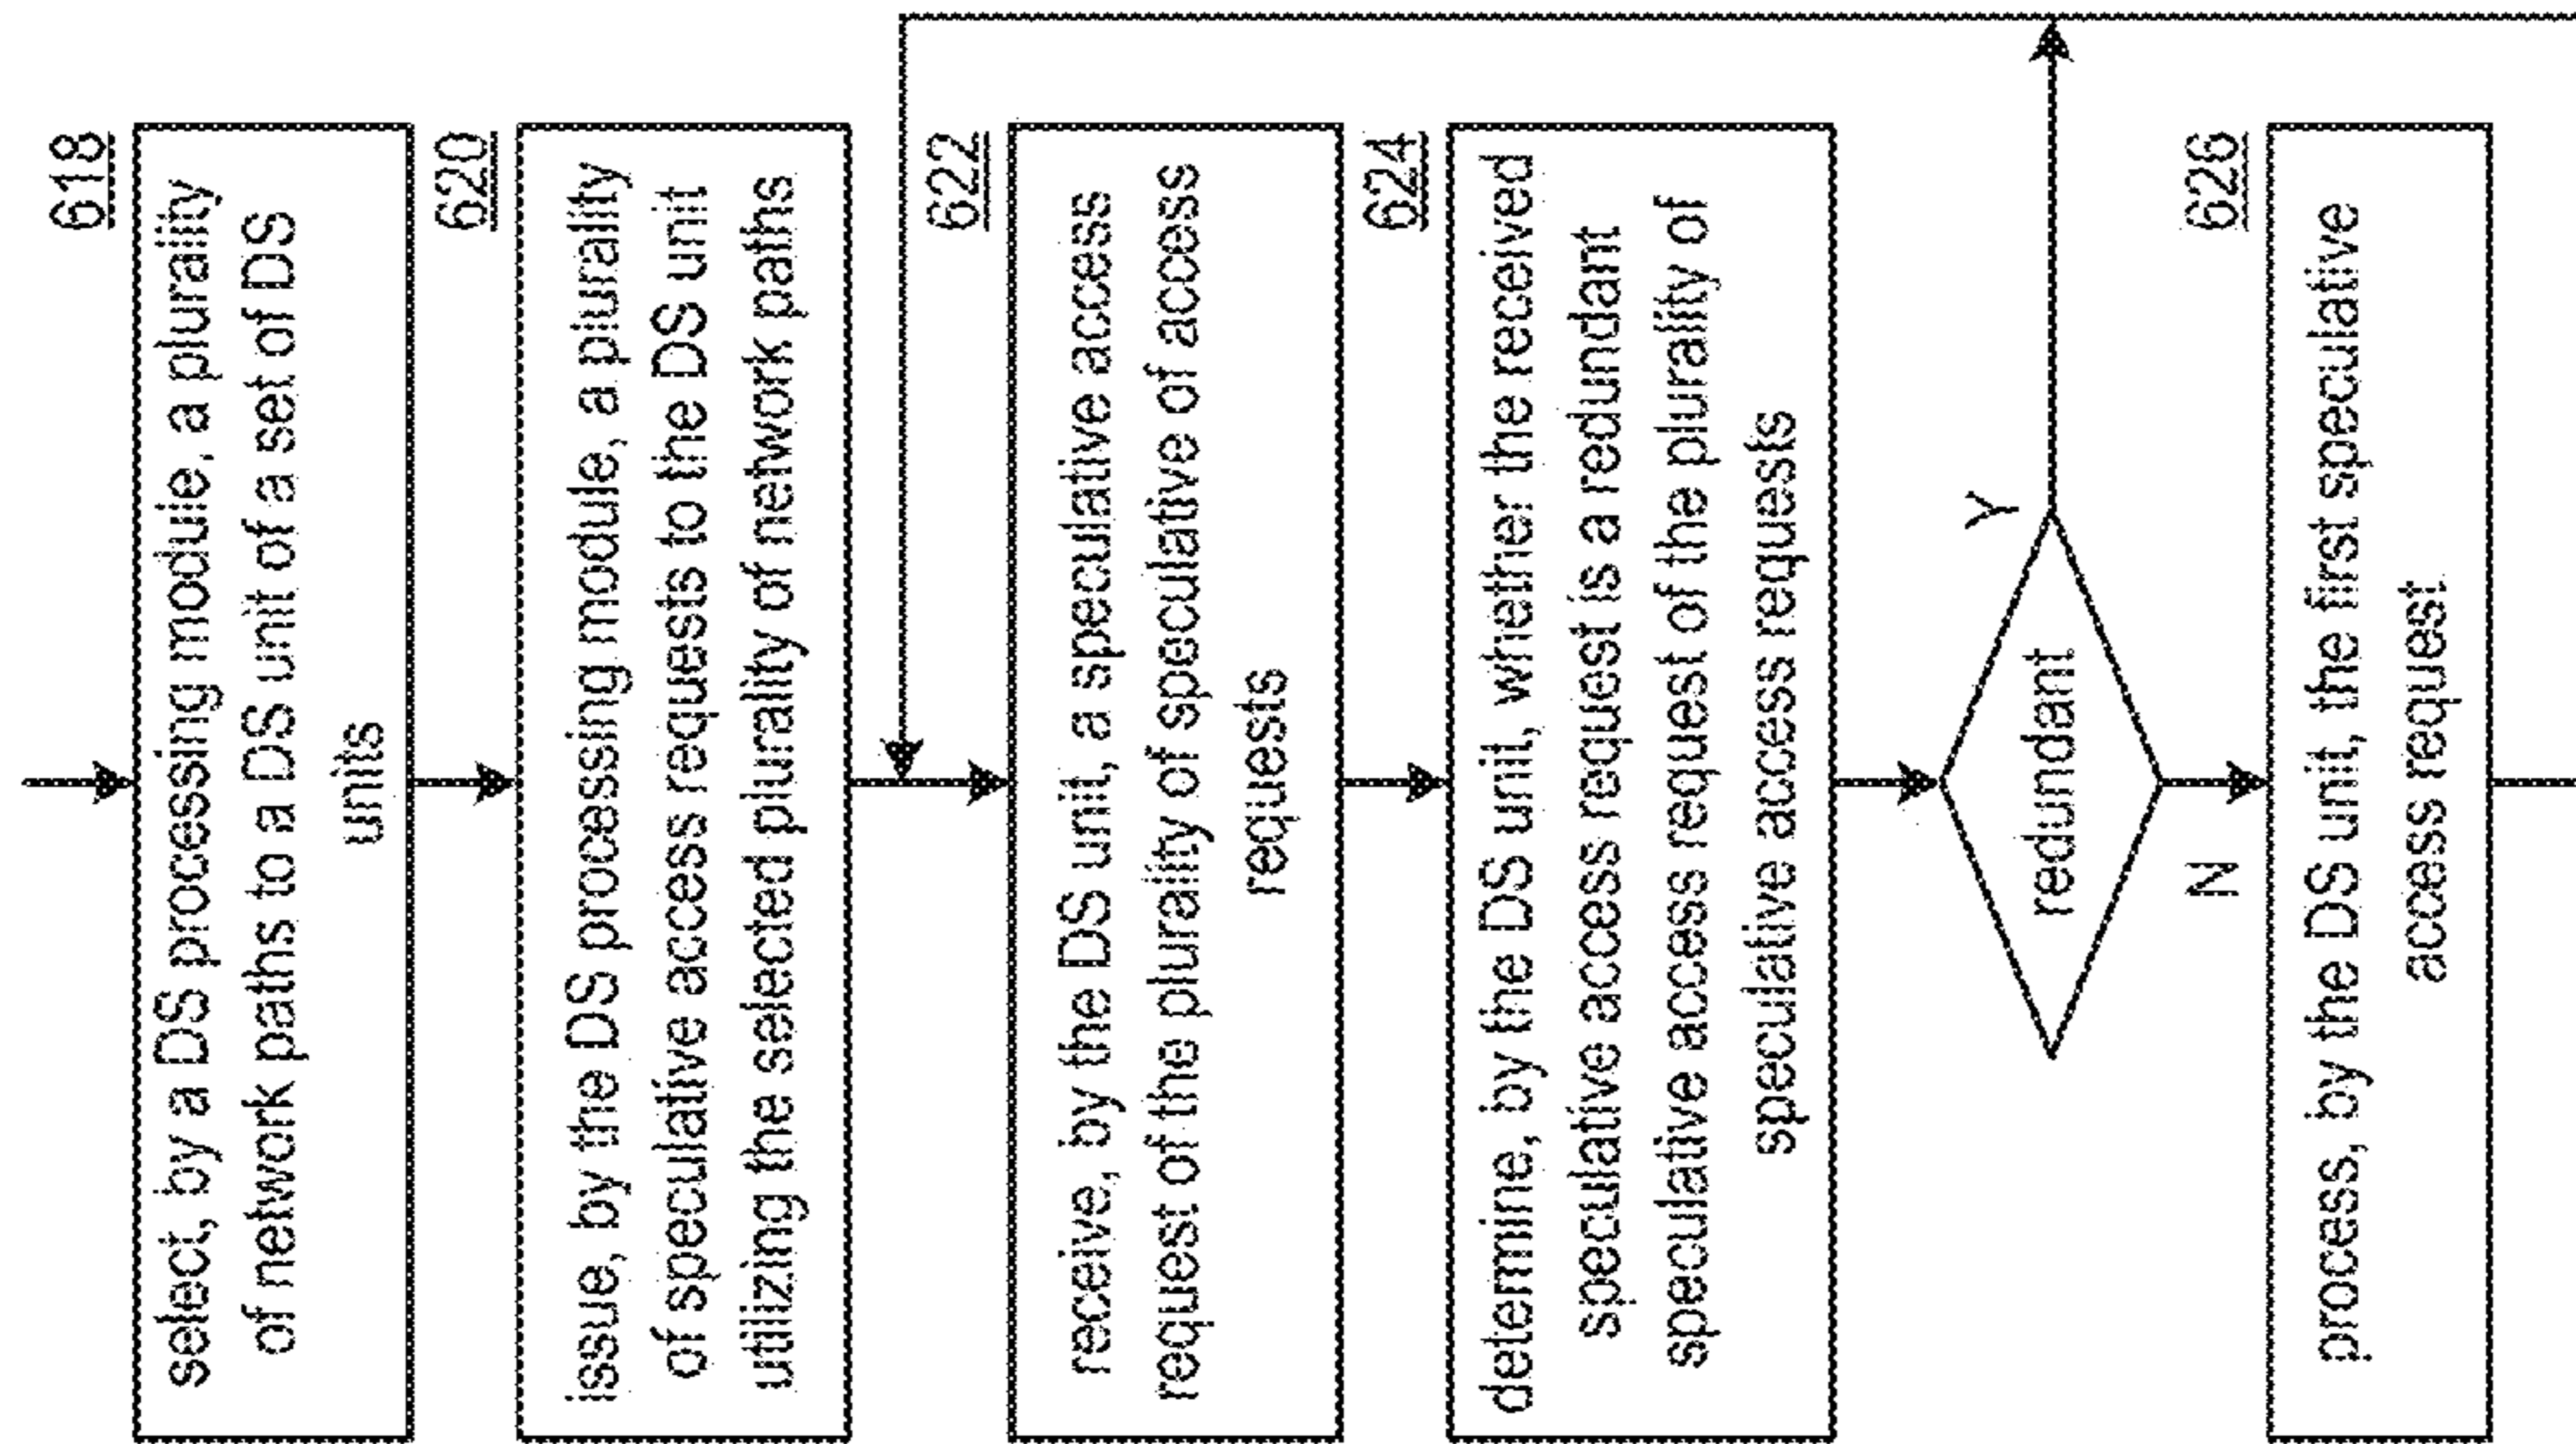 618
select, by a DS processing module, a plurality
of network paths to a DS unit of a set of DS
units
620
issue, by the DS processing module, a plurality
of speculative access requests to the DS unit
utilizing the selected plurality of network paths
622
receive, by the DS unit, a speculative access
request of the plurality of speculative of access
requests
624
determine, by the DS unit, whether the received
speculative access request is a redundant
speculative access request of the plurality of
speculative access requests
redundant
Y
N
626
process, by the DS unit, the first speculative
access request